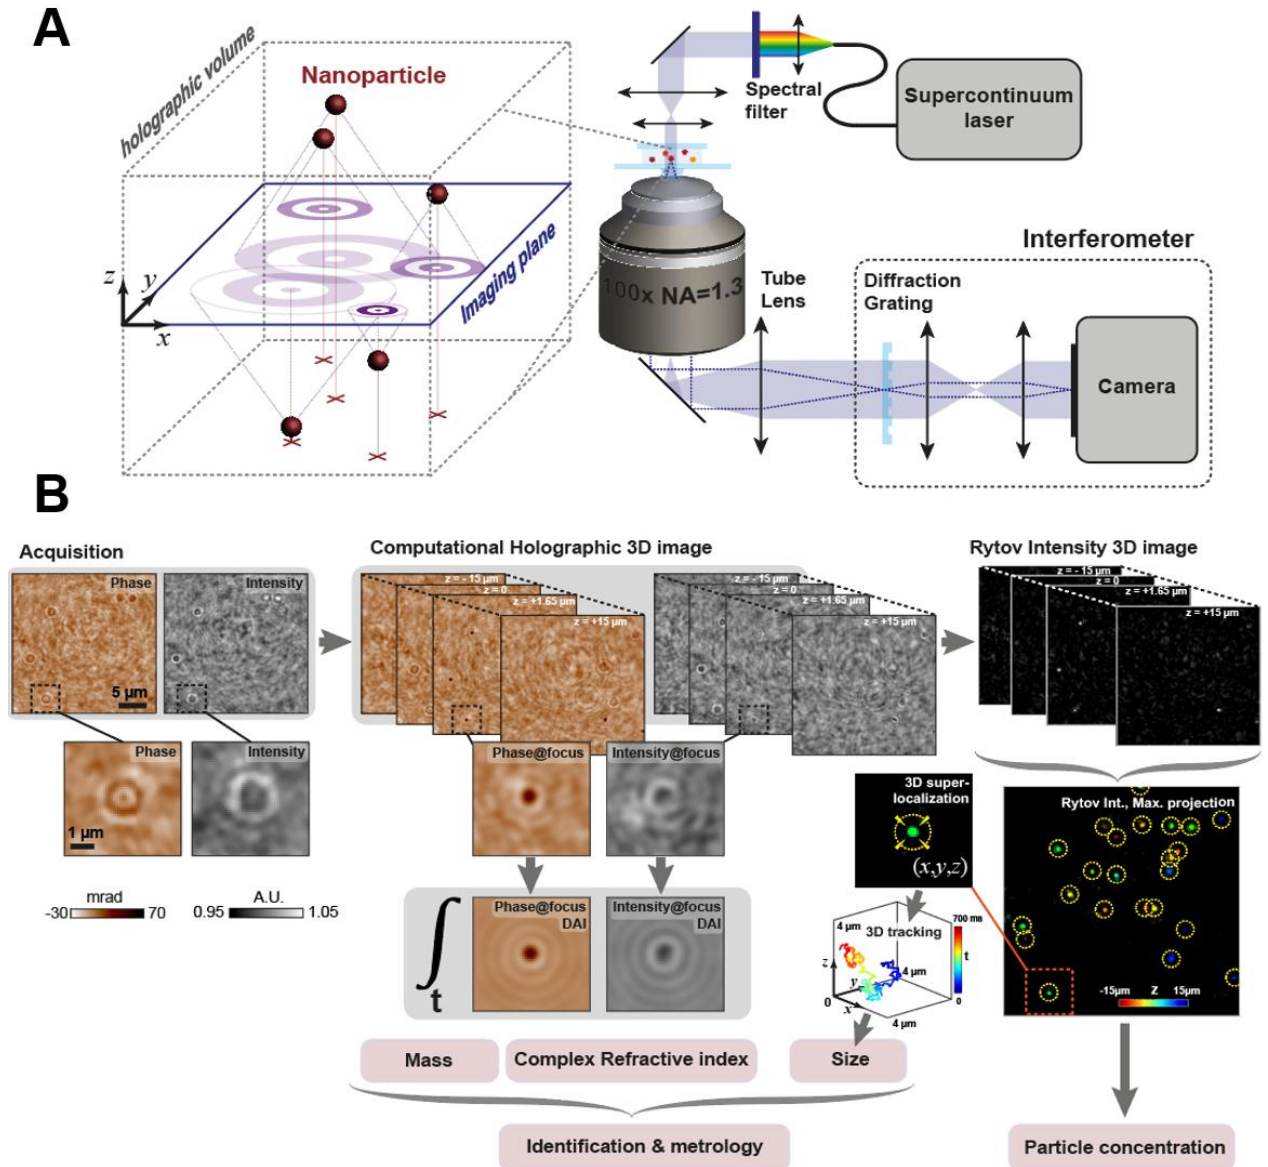 A
holographic volume
Nanoparticle
Imaging plane
z
y
x
Spectral
filter
Supercontinuum
laser
100x NA=1.3
Tube
Lens
Interferometer
Diffraction
Grating
Camera
B
Acquisition
Computational Holographic 3D image
Rytov Intensity 3D image
Phase
5 µm
Intensity
z = - 15 µm
z = 0
z = +1.65 µm
z = +15 µm
z = - 15 µm
z = 0
z = +1.65 µm
z = +15 µm
z = - 15 µm
z = 0
z = +1.65 µm
z = +15 µm
Phase
1 µm
Intensity
Phase@focus
Intensity@focus
3D super-
localization
(x,y,z)
Rytov Int., Max. projection
-15µm Z 15µm
mrad
-30 70
A.U.
0.95 1.05
∫
t
Phase@focus
DAI
Intensity@focus
DAI
700 ms
t
0
4 µm
3D tracking
z
y
4 µm
0
x
4 µm
Mass
Complex Refractive index
Size
Identification & metrology
Particle concentration